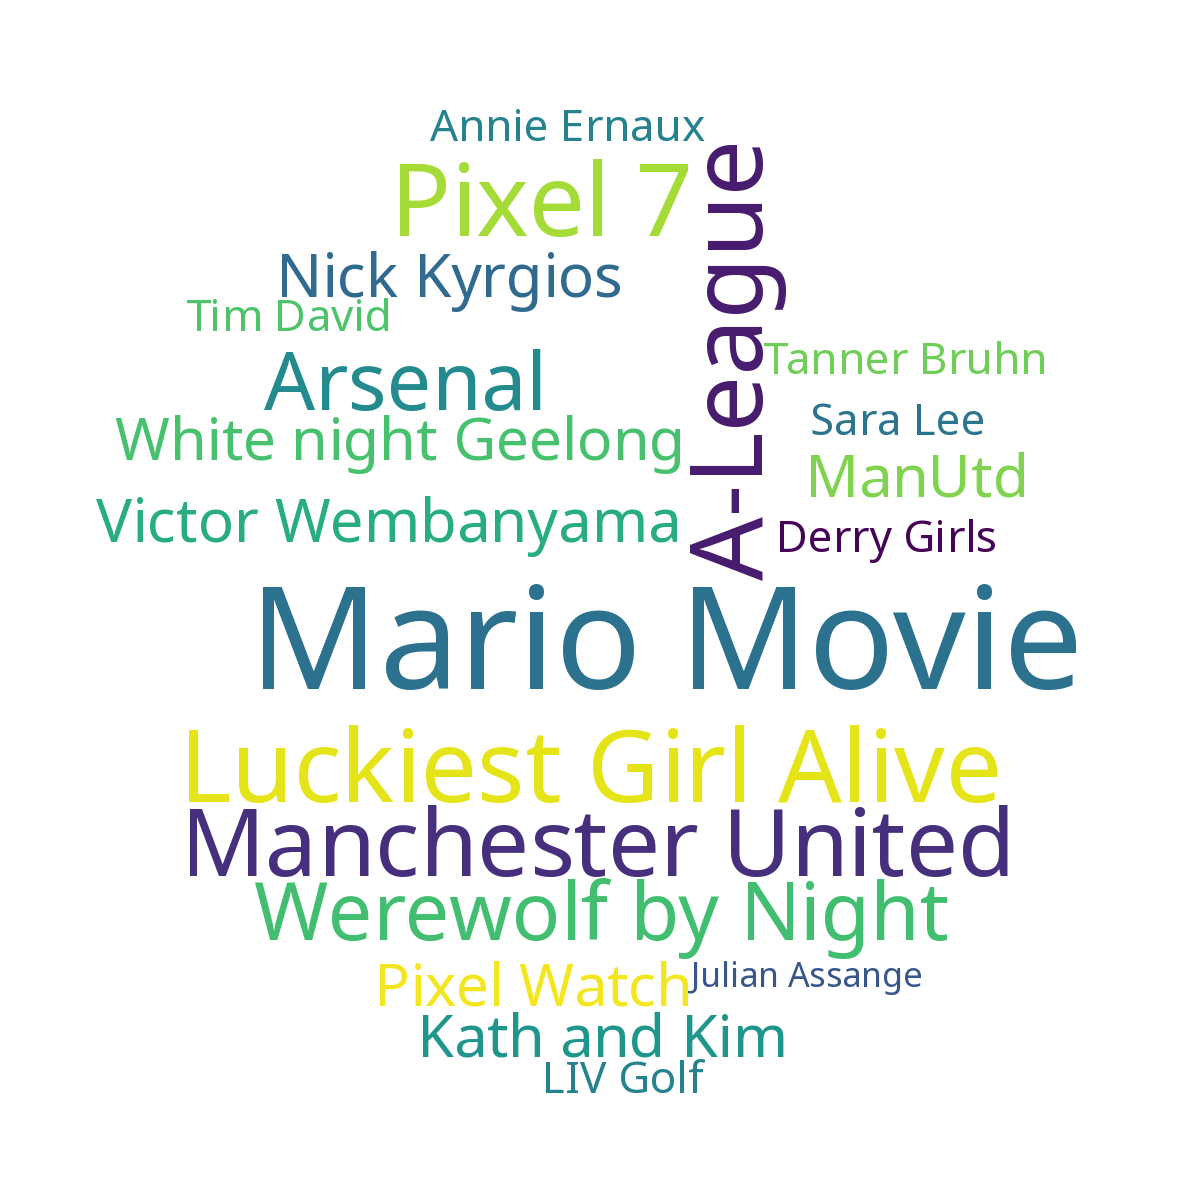 Annie Ernaux
Pixel 7
A-League
Nick Kyrgios
Tim David
Tanner Bruhn
Arsenal
Sara Lee
White night Geelong
ManUtd
Victor Wembanyama
Derry Girls
Mario Movie
Luckiest Girl Alive
Manchester United
Werewolf by Night
Pixel Watch
Julian Assange
Kath and Kim
LIV Golf